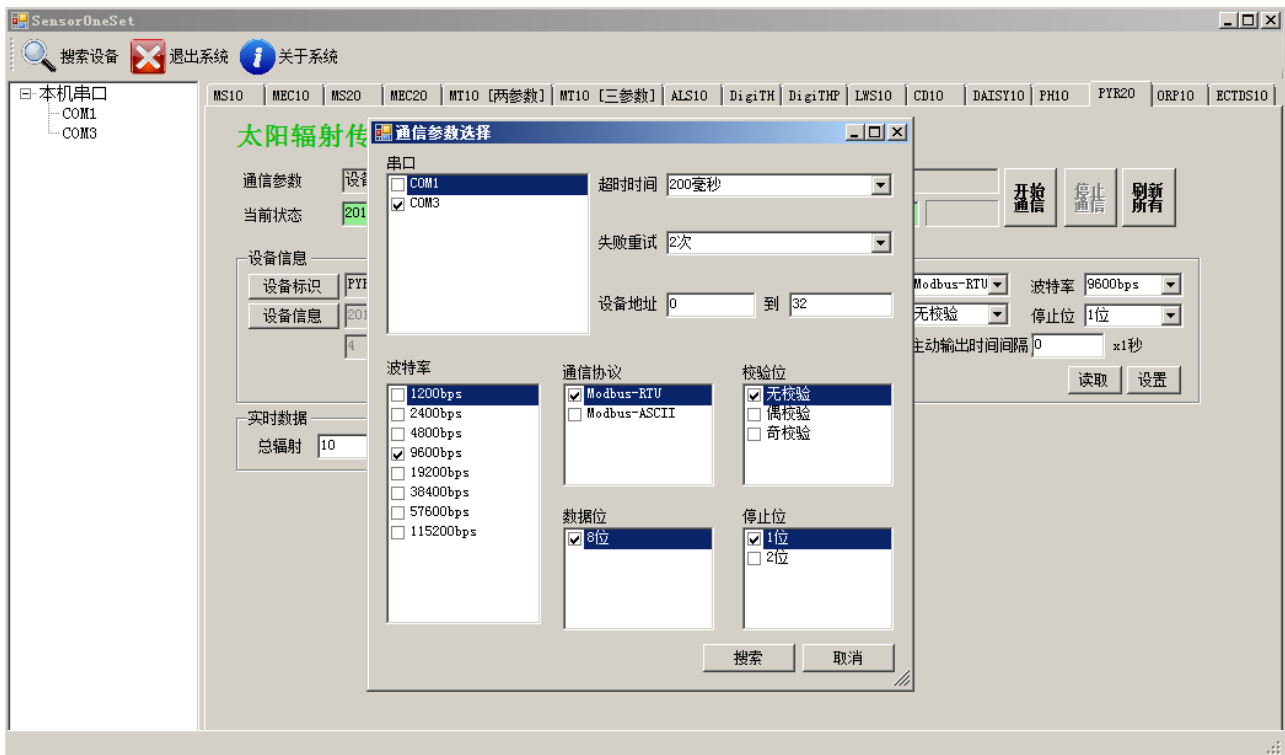 SensorOneSet
搜索设备 退出系统 关于系统
本机串口
COM1
COM3
MS10 MEC10 MS20 MEC20 MT10 [两参数] MT10 [三参数] ALS10 DigiTH DigiTHP LWS10 CD10 DAISY10 PH10 PYR20 ORP10 ECTDS10
太阳辐射传
通信参数 设备
当前状态 201
开始通信 停止通信 刷新所有
设备信息
设备标识 PYR
设备信息 201
4
Modbus-RTU 波特率 9600bps
无校验 停止位 1位
主动输出时间间隔 0 x1秒
读取 设置
实时数据
总辐射 10
通信参数选择
串口
COM1
COM3
超时时间 200毫秒
失败重试 2次
设备地址 0 到 32
波特率
1200bps
2400bps
4800bps
9600bps
19200bps
38400bps
57600bps
115200bps
通信协议
Modbus-RTU
Modbus-ASCII
校验位
无校验
偶校验
奇校验
数据位
8位
停止位
1位
2位
搜索 取消